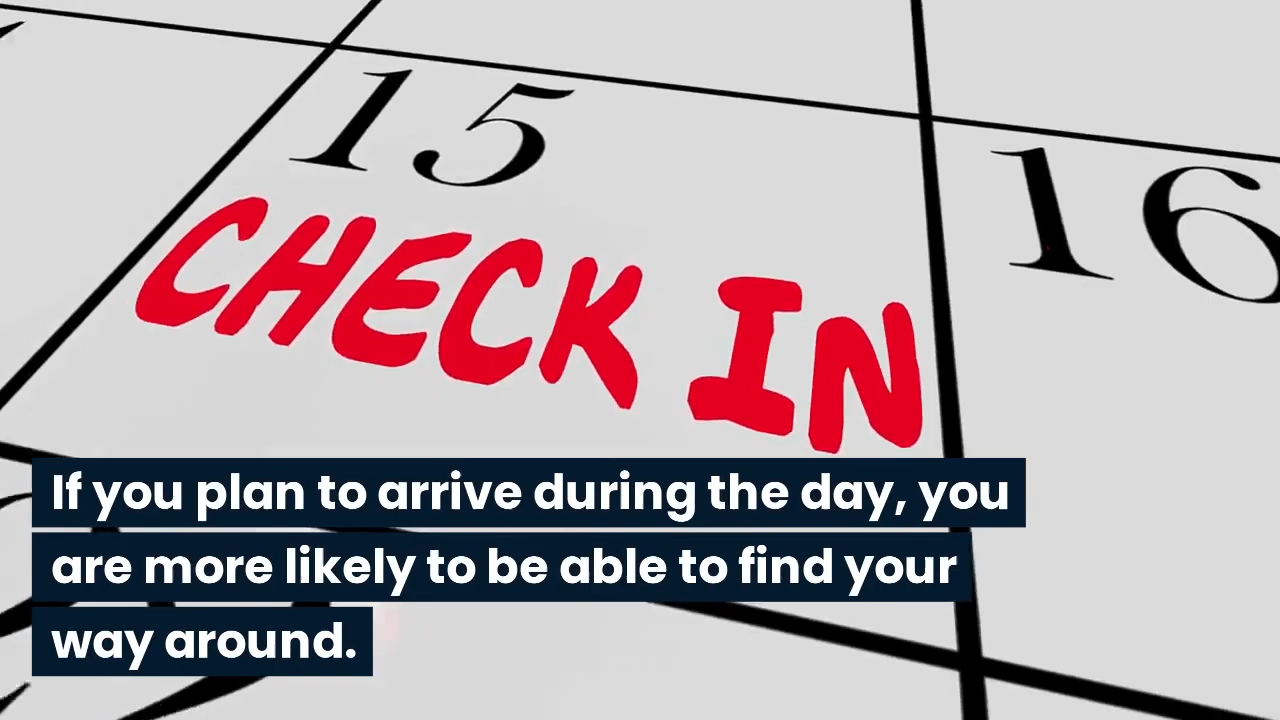 15
16
CHECK IN
If you plan to arrive during the day, you
are more likely to be able to find your
way around.